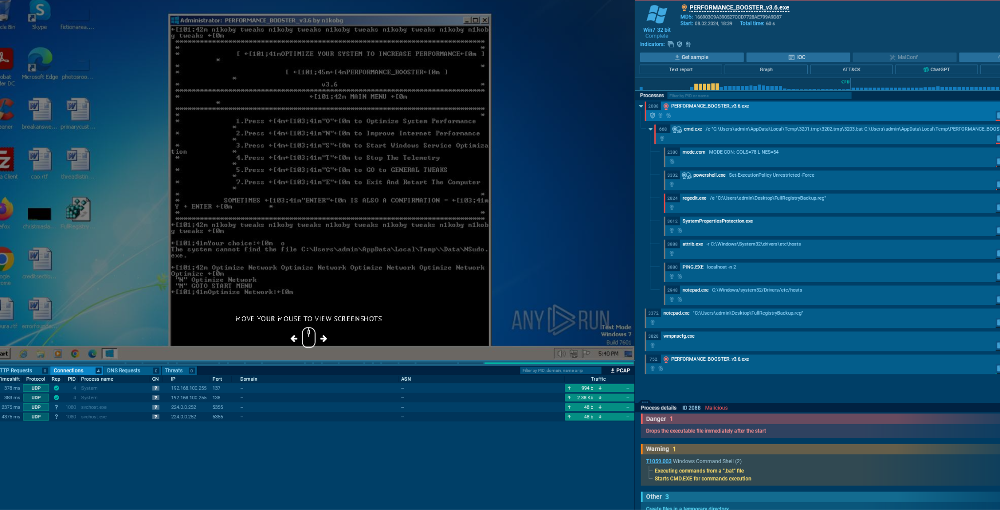 cle Bin
Skype
fictionarea....
obat
er DC
Microsoft Edge
photosroo...
aner
breakanswe...
primarycust...
a Client
cao.rtf
threadlistin...
efox
christmasla...
FullRegistry...
ogle
ome
creditsectio...
eura.rtf
errorfounda...
Administrator: PERFORMANCE_BOOSTER_v3.6 by n1kobg
←[101;42m n1kobg tweaks n1kobg tweaks n1kobg tweaks n1kobg tweaks n1kobg tweaks n1kob
g tweaks ←[0m
[ ←[101;41mOPTIMIZE YOUR SYSTEM TO INCREASE PERFORMANCE←[0m ]
[ ←[101;45m←[4mPERFORMANCE_BOOSTER←[0m ]
v3.6
←[101;42m MAIN MENU ←[0m
1.Press ←[4m←[103;41m"O"←[0m to Optimize System Performance
2.Press ←[4m←[103;41m"N"←[0m to Improve Internet Performance
3.Press ←[4m←[103;41m"S"←[0m to Start Windows Service Optimiza
tion
4.Press ←[4m←[103;41m"T"←[0m to Stop The Telemetry
5.Press ←[4m←[103;41m"G"←[0m to GO to GENERAL TWEAKS
7.Press ←[4m←[103;41m"E"←[0m to Exit And Retart The Computer
SOMETIMES ←[103;41m"ENTER"←[0m IS ALSO A CONFIRMATION = ←[103;41m
Y + ENTER ←[0m
←[101;42m n1kobg tweaks n1kobg tweaks n1kobg tweaks n1kobg tweaks n1kobg tweaks n1kob
g tweaks ←[0m
←[101;41mYour choice:←[0m  o
The system cannot find the file C:\Users\admin\AppData\Local\Temp\\Data\NSudo.
exe.
←[101;42m Optimize Network Optimize Network Optimize Network Optimize Network
Optimize ←[0m
"N" Optimize Network
"M" GOTO START MENU
←[101;41mOptimize Network:←[0m
MOVE YOUR MOUSE TO VIEW SCREENSHOTS
ANY RUN
Test Mode
Windows 7
Build 7601
art
5:40 PM
TTP Requests 0
Connections 4
DNS Requests 0
Threats 0
Filter by PID, domain, name or ip
PCAP
Timeshift Protocol Rep PID Process name CN IP Port Domain ASN Traffic
378 ms UDP 4 System ? 192.168.100.255 137 – – 994 b –
383 ms UDP 4 System ? 192.168.100.255 138 – – 2.38 Kb –
2375 ms UDP ? 1080 svchost.exe ? 224.0.0.252 5355 – – 48 b –
4375 ms UDP ? 1080 svchost.exe ? 224.0.0.252 5355 – – 48 b –
PERFORMANCE_BOOSTER_v3.6.exe
MD5: 166903C9A390527CCD7728AE799A9D87
Start: 08.02.2024, 18:39 Total time: 60 s
Win7 32 bit
Complete
Indicators:
Get sample
IOC
MalConf
Text report
Graph
ATT&CK
ChatGPT
CPU
Processes
Filter by PID or name
2088 PERFORMANCE_BOOSTER_v3.6.exe
668 cmd.exe /c "C:\Users\admin\AppData\Local\Temp\3201.tmp\3202.tmp\3203.bat C:\Users\admin\AppData\Local\Temp\PERFORMANCE_BOOS
2380 mode.com MODE CON: COLS=78 LINES=54
3332 powershell.exe Set-ExecutionPolicy Unrestricted -Force
2824 regedit.exe /e "C:\Users\admin\Desktop\FullRegistryBackup.reg"
3612 SystemPropertiesProtection.exe
3888 attrib.exe -r C:\Windows\System32\drivers\etc\hosts
3880 PING.EXE localhost -n 2
2948 notepad.exe C:\Windows/system32/Drivers/etc/hosts
3372 notepad.exe "C:\Users\admin\Desktop\FullRegistryBackup.reg"
3828 wmpnscfg.exe
752 PERFORMANCE_BOOSTER_v3.6.exe
Process details ID 2088 Malicious
Danger 1
Drops the executable file immediately after the start
Warning 1
T1059.003 Windows Command Shell (2)
Executing commands from a ".bat" file
Starts CMD.EXE for commands execution
Other 3
Create files in a temporary directory